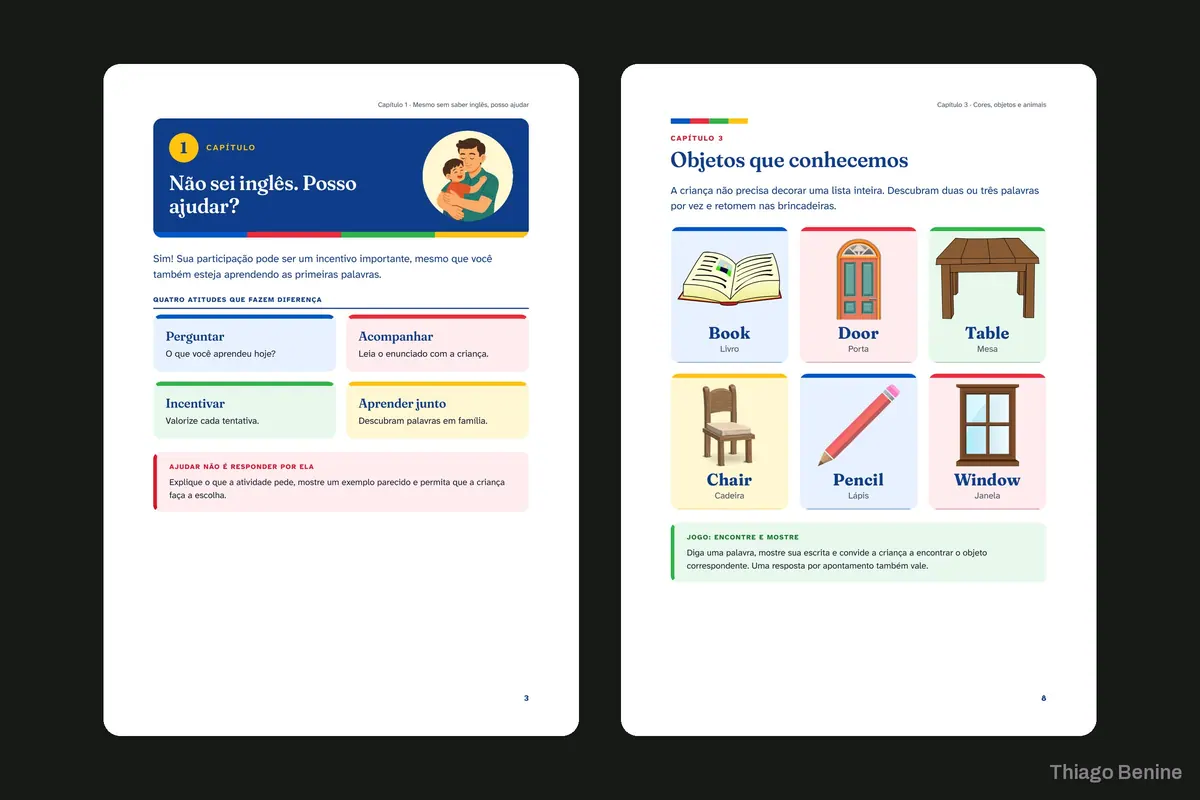 Capítulo 1 - Mesmo sem saber inglês, posso ajudar
1 CAPÍTULO
Não sei inglês. Posso
ajudar?
Sim! Sua participação pode ser um incentivo importante, mesmo que você
também esteja aprendendo as primeiras palavras.
QUATRO ATITUDES QUE FAZEM DIFERENÇA
Perguntar
O que você aprendeu hoje?
Acompanhar
Leia o enunciado com a criança.
Incentivar
Valorize cada tentativa.
Aprender junto
Descubram palavras em família.
AJUDAR NÃO É RESPONDER POR ELA
Explique o que a atividade pede, mostre um exemplo parecido e permita que a criança
faça a escolha.
3
Capítulo 3 - Cores, objetos e animais
CAPÍTULO 3
Objetos que conhecemos
A criança não precisa decorar uma lista inteira. Descubram duas ou três palavras
por vez e retomem nas brincadeiras.
Book
Livro
Door
Porta
Table
Mesa
Chair
Cadeira
Pencil
Lápis
Window
Janela
JOGO: ENCONTRE E MOSTRE
Diga uma palavra, mostre sua escrita e convide a criança a encontrar o objeto
correspondente. Uma resposta por apontamento também vale.
8
Thiago Benine